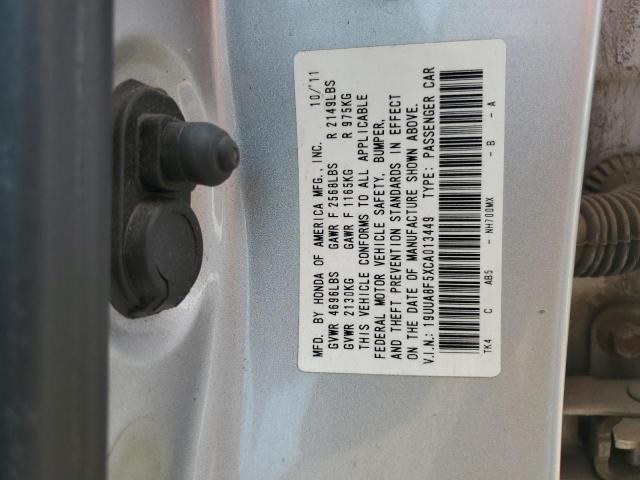 MFD. BY HONDA OF AMERICA MFG., INC. 10/'11
GVWR 4696LBS GAWR F 2568LBS R 2149LBS
GVWR 2130KG GAWR F 1165KG R 975KG
THIS VEHICLE CONFORMS TO ALL APPLICABLE
FEDERAL MOTOR VEHICLE SAFETY, BUMPER,
AND THEFT PREVENTION STANDARDS IN EFFECT
ON THE DATE OF MANUFACTURE SHOWN ABOVE.
V.I.N.: 19UUA8F5XCA013449 TYPE: PASSENGER CAR
TK4 C AB5 - NH700MX - B - A